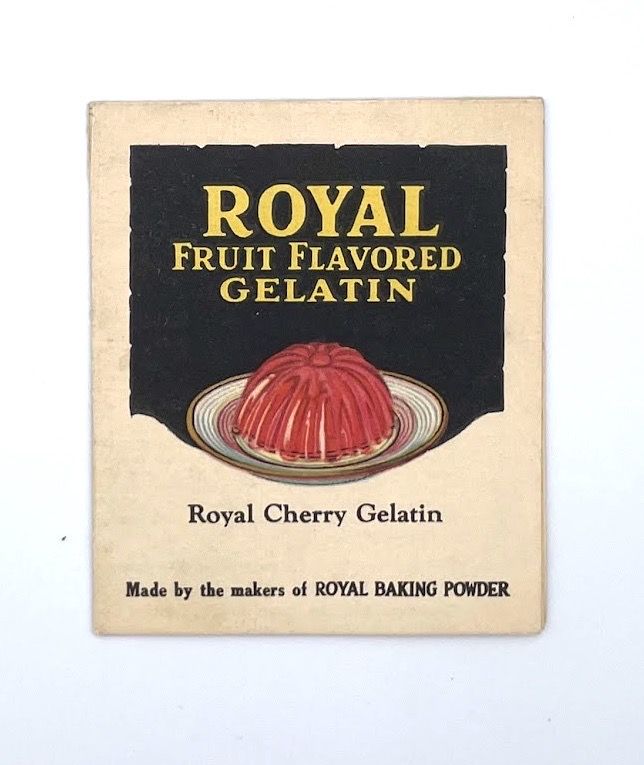 ROYAL
FRUIT FLAVORED
GELATIN
Royal Cherry Gelatin
Made by the makers of ROYAL BAKING POWDER